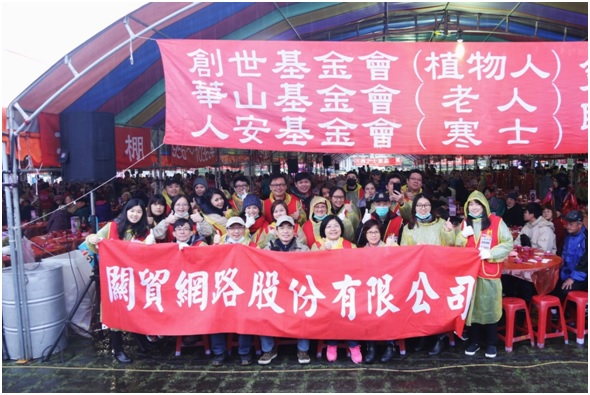 創世基金會(植物人)
華山基金會(老人)
人安基金會(寒士)
棚
關貿網路股份有限公司